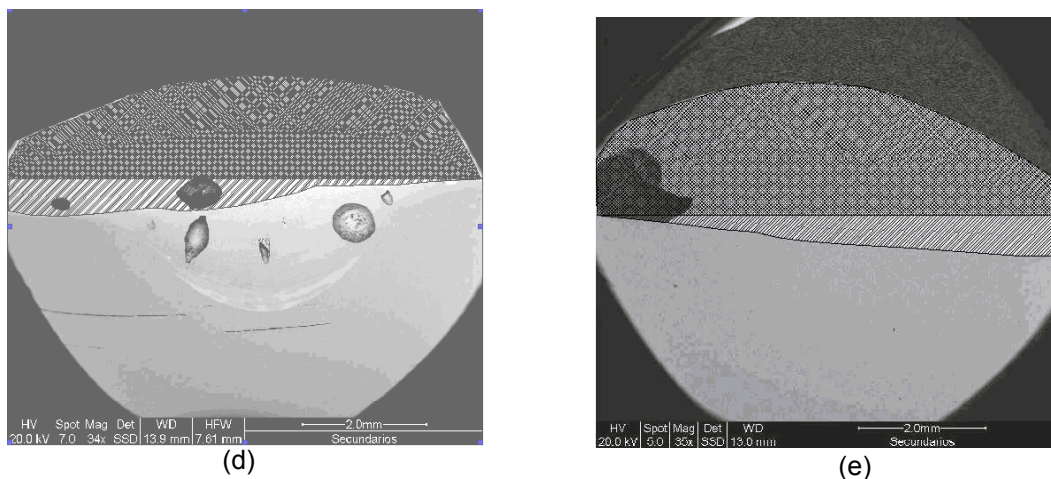 HV Spot Mag Det WD HFW 2.0mm
20.0 kV 7.0 34x SSD 13.9 mm 7.61 mm Secundarios
(d)
HV Spot Mag Det WD 2.0mm
20.0 kV 5.0 35x SSD 13.0 mm Secundarios
(e)